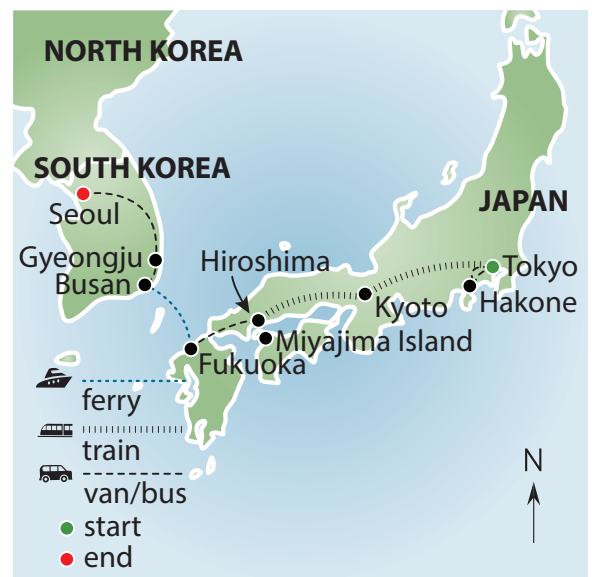 NORTH KOREA
SOUTH KOREA
Seoul
JAPAN
Gyeongju
Busan
Hiroshima
Tokyo
Hakone
Kyoto
Miyajima Island
Fukuoka
ferry
train
van/bus
start
end
N